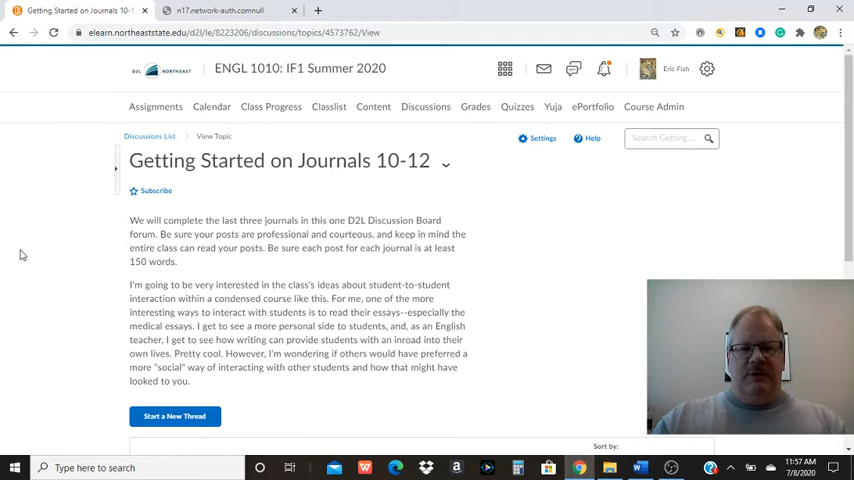 Getting Started on Journals 10-12 -
n17.network-auth.comnull
elearn.northeaststate.edu/d2l/le/8223206/discussions/topics/4573762/View
D2L NORTHEAST
ENGL 1010: IF1 Summer 2020
Eric Fish
Assignments Calendar Class Progress Classlist Content Discussions Grades Quizzes Yuja ePortfolio Course Admin
Discussions List View Topic
Settings Help Search Getting ...
Getting Started on Journals 10-12
Subscribe
We will complete the last three journals in this one D2L Discussion Board
forum. Be sure your posts are professional and courteous, and keep in mind the
entire class can read your posts. Be sure each post for each journal is at least
150 words.
I'm going to be very interested in the class's ideas about student-to-student
interaction within a condensed course like this. For me, one of the more
interesting ways to interact with students is to read their essays--especially the
medical essays. I get to see a more personal side to students, and, as an English
teacher, I get to see how writing can provide students with an inroad into their
own lives. Pretty cool. However, I'm wondering if others would have preferred a
more "social" way of interacting with other students and how that might have
looked to you.
Start a New Thread
Sort by:
Type here to search
11:57 AM
7/8/2020